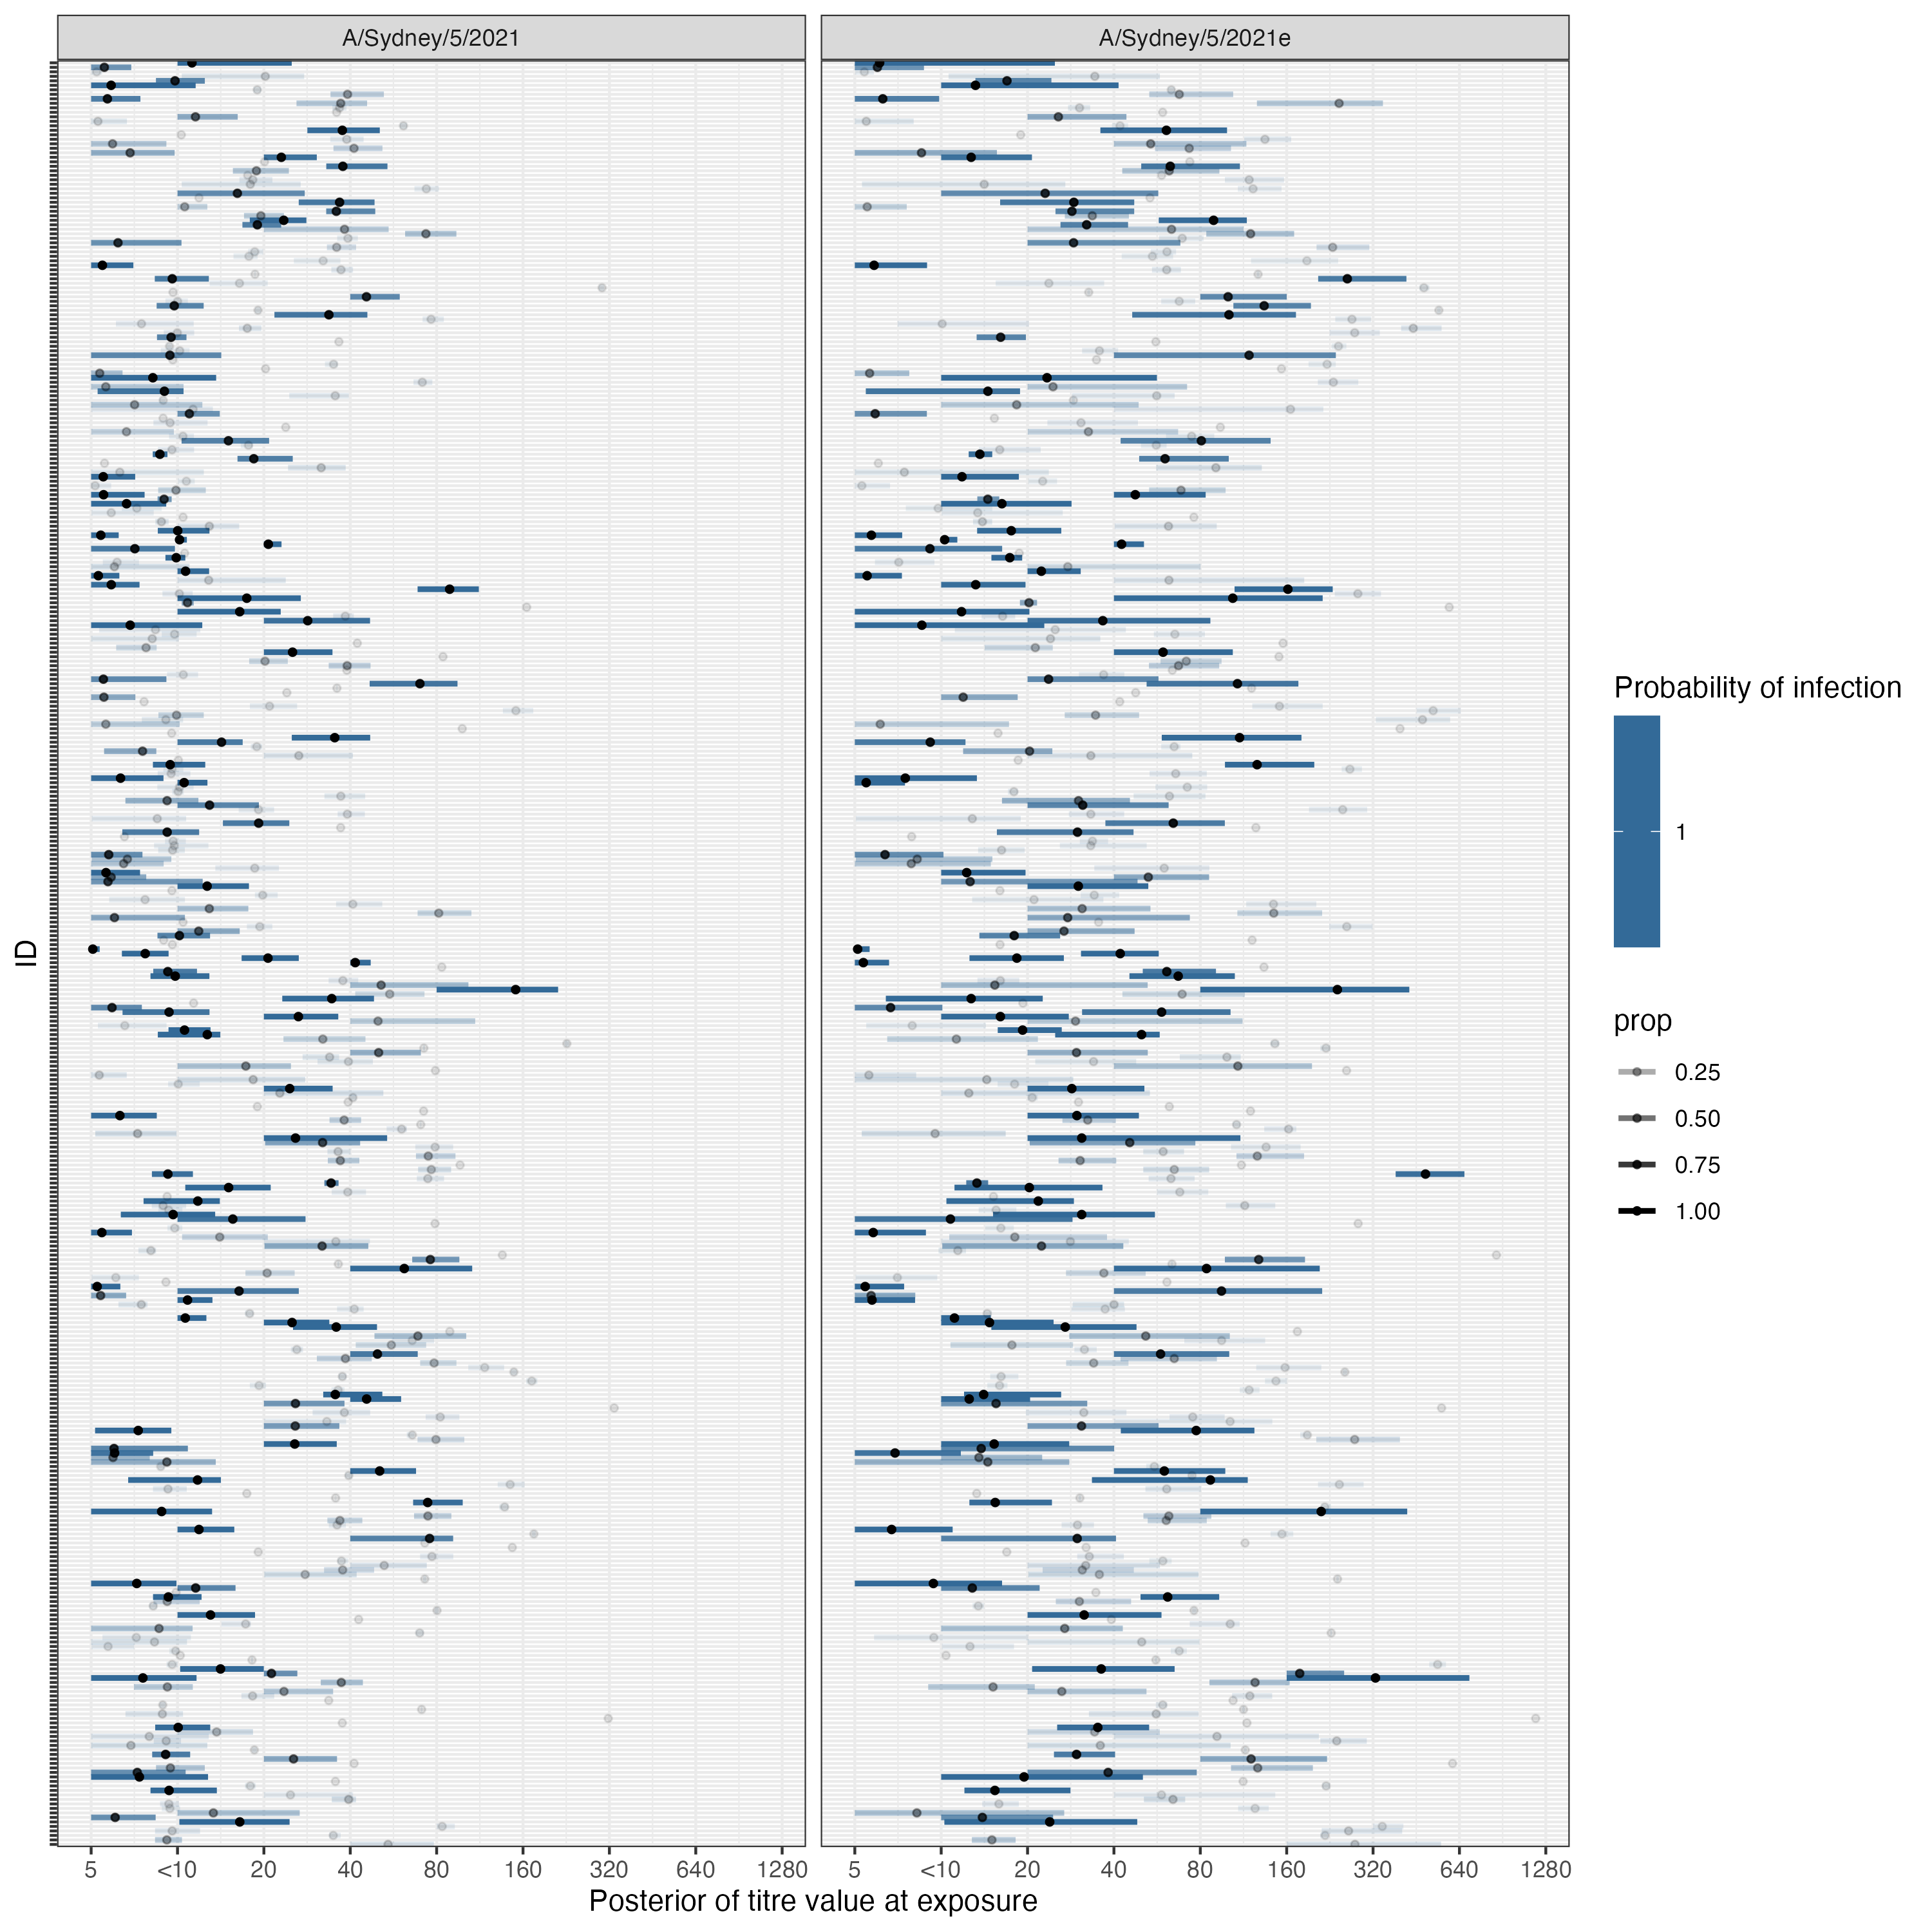 A/Sydney/5/2021
A/Sydney/5/2021e
ID
5 <10 20 40 80 160 320 640 1280
5 <10 20 40 80 160 320 640 1280
Posterior of titre value at exposure
Probability of infection
1
prop
0.25
0.50
0.75
1.00